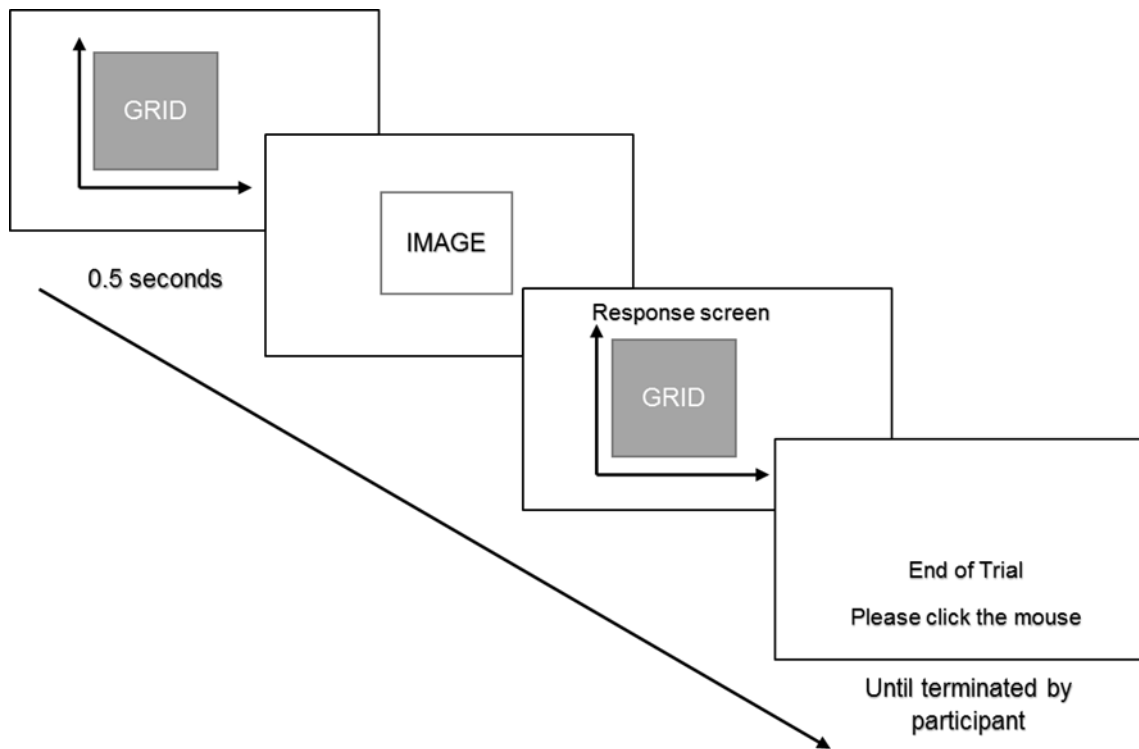 GRID
0.5 seconds
IMAGE
Response screen
GRID
End of Trial
Please click the mouse
Until terminated by
participant